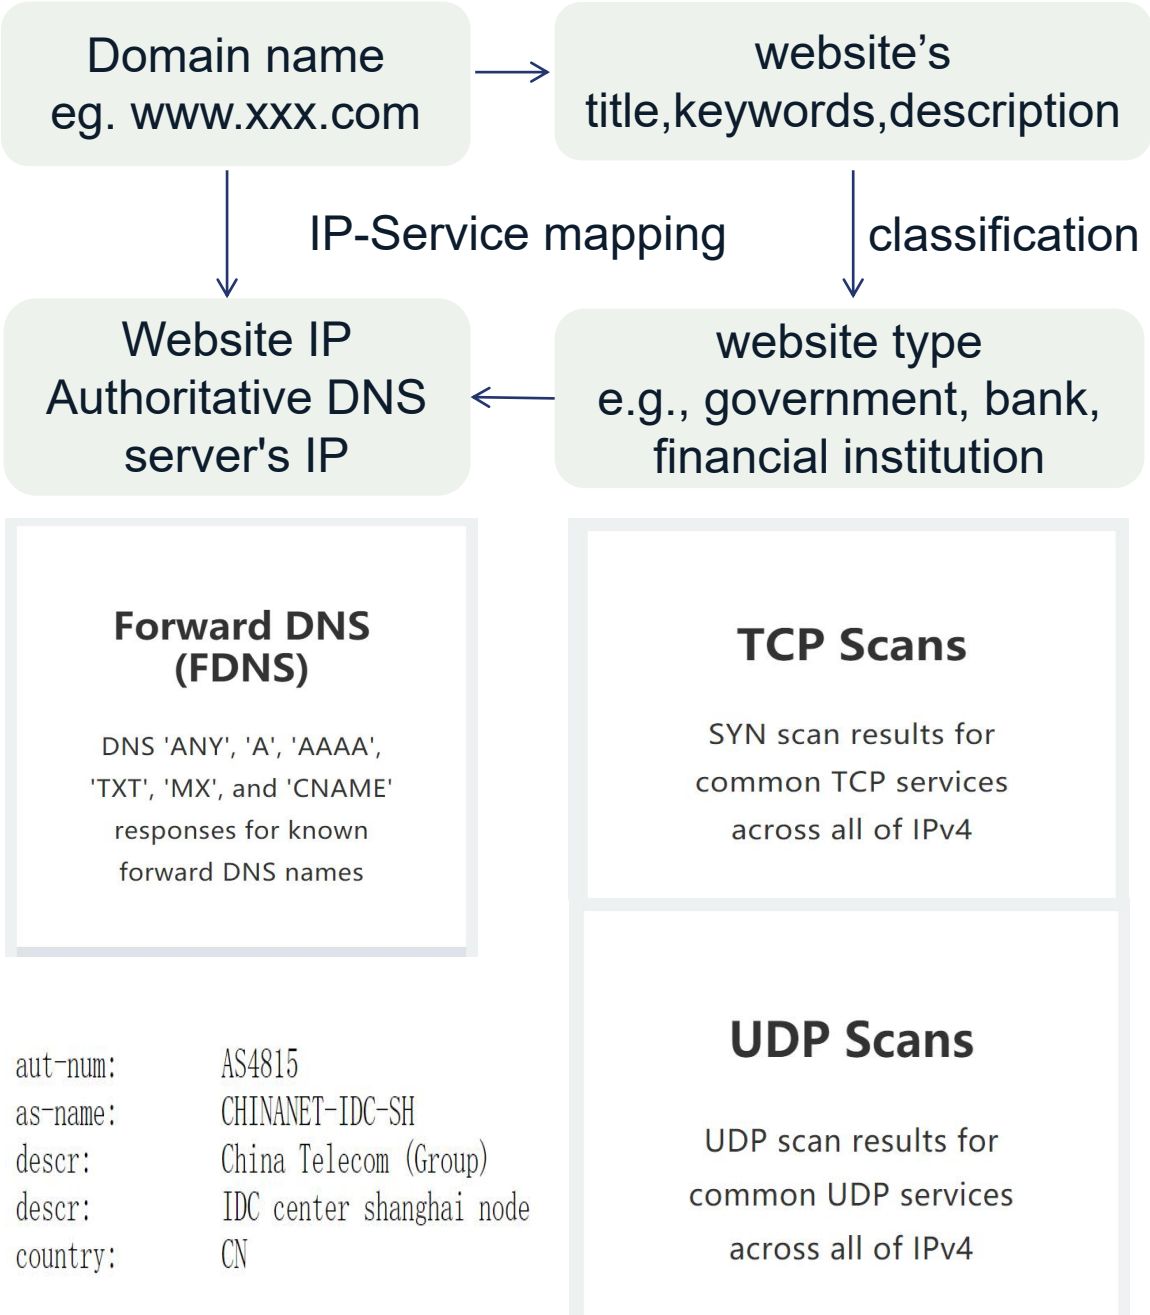 Domain name
eg. www.xxx.com
website’s
title,keywords,description
IP-Service mapping
classification
Website IP
Authoritative DNS
server's IP
website type
e.g., government, bank,
financial institution
Forward DNS
(FDNS)
DNS 'ANY', 'A', 'AAAA',
'TXT', 'MX', and 'CNAME'
responses for known
forward DNS names
TCP Scans
SYN scan results for
common TCP services
across all of IPv4
UDP Scans
UDP scan results for
common UDP services
across all of IPv4
aut-num: AS4815
as-name: CHINANET-IDC-SH
descr: China Telecom (Group)
descr: IDC center shanghai node
country: CN